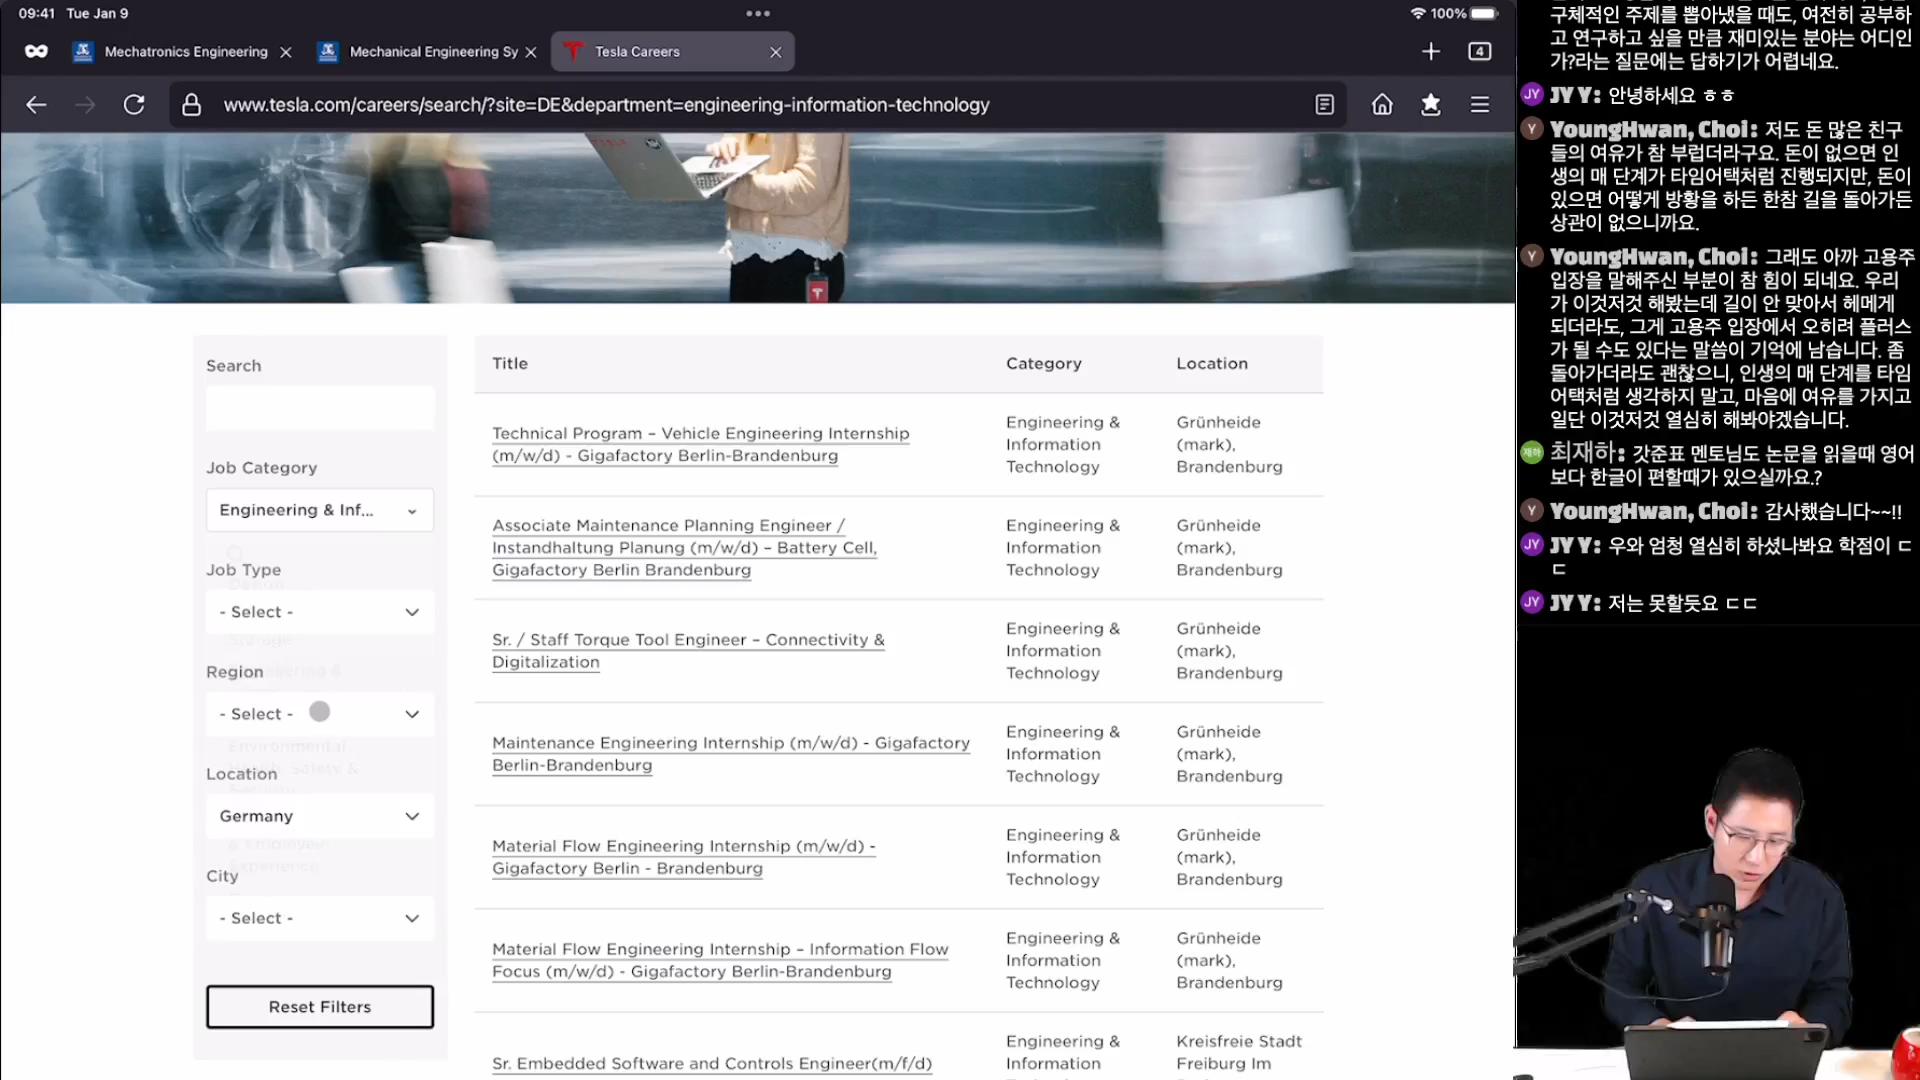 09:41 Tue Jan 9
100%
Mechatronics Engineering
Mechanical Engineering Sy
Tesla Careers
4
www.tesla.com/careers/search/?site=DE&department=engineering-information-technology
Search
Job Category
Engineering & Inf...
Job Type
- Select -
Region
- Select -
Location
Germany
City
- Select -
Reset Filters
Title Category Location
Technical Program – Vehicle Engineering Internship
(m/w/d) - Gigafactory Berlin-Brandenburg
Engineering &
Information
Technology
Grünheide
(mark),
Brandenburg
Associate Maintenance Planning Engineer /
Instandhaltung Planung (m/w/d) – Battery Cell,
Gigafactory Berlin Brandenburg
Engineering &
Information
Technology
Grünheide
(mark),
Brandenburg
Sr. / Staff Torque Tool Engineer – Connectivity &
Digitalization
Engineering &
Information
Technology
Grünheide
(mark),
Brandenburg
Maintenance Engineering Internship (m/w/d) - Gigafactory
Berlin-Brandenburg
Engineering &
Information
Technology
Grünheide
(mark),
Brandenburg
Material Flow Engineering Internship (m/w/d) -
Gigafactory Berlin - Brandenburg
Engineering &
Information
Technology
Grünheide
(mark),
Brandenburg
Material Flow Engineering Internship – Information Flow
Focus (m/w/d) - Gigafactory Berlin-Brandenburg
Engineering &
Information
Technology
Grünheide
(mark),
Brandenburg
Sr. Embedded Software and Controls Engineer(m/f/d)
Engineering &
Information
Kreisfreie Stadt
Freiburg Im
구체적인 주제를 뽑아냈을 때도, 여전히 공부하
고 연구하고 싶을 만큼 재미있는 분야는 어디인
가?라는 질문에는 답하기가 어렵네요.
JY JY Y: 안녕하세요 ㅎㅎ
Y YoungHwan, Choi: 저도 돈 많은 친구
들의 여유가 참 부럽더라구요. 돈이 없으면 인
생의 매 단계가 타임어택처럼 진행되지만, 돈이
있으면 어떻게 방황을 하든 한참 길을 돌아가든
상관이 없으니까요.
Y YoungHwan, Choi: 그래도 아까 고용주
입장을 말해주신 부분이 참 힘이 되네요. 우리
가 이것저것 해봤는데 길이 안 맞아서 헤메게
되더라도, 그게 고용주 입장에서 오히려 플러스
가 될 수도 있다는 말씀이 기억에 남습니다. 좀
돌아가더라도 괜찮으니, 인생의 매 단계를 타임
어택처럼 생각하지 말고, 마음에 여유를 가지고
일단 이것저것 열심히 해봐야겠습니다.
재하 최재하: 갓준표 멘토님도 논문을 읽을때 영어
보다 한글이 편할때가 있으실까요.?
Y YoungHwan, Choi: 감사했습니다~~!!
JY JY Y: 우와 엄청 열심히 하셨나봐요 학점이 ㄷ
ㄷ
JY JY Y: 저는 못할듯요 ㄷㄷ